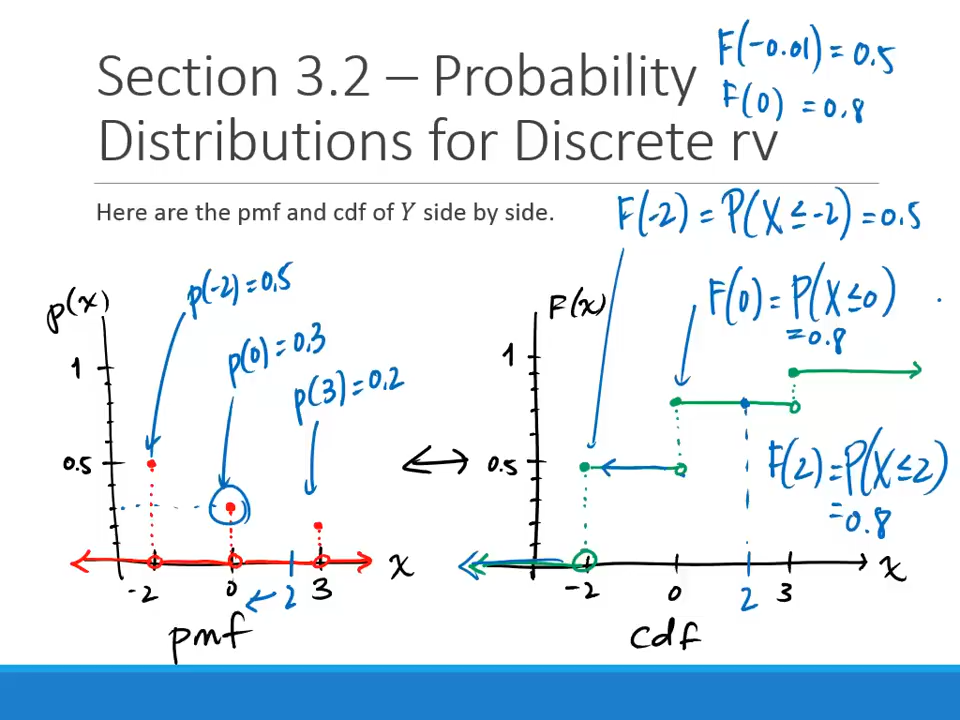 Section 3.2 – Probability
Distributions for Discrete rv
F(-0.01) = 0.5
F(0) = 0.8
Here are the pmf and cdf of Y side by side.
F(-2) = P(X ≤ -2) = 0.5
p(x)
p(-2) = 0.5
p(0) = 0.3
p(3) = 0.2
1
0.5
-2
0
2
3
x
pmf
F(x)
F(0) = P(X ≤ 0)
= 0.8
1
0.5
F(2) = P(X ≤ 2)
= 0.8
-2
0
2
3
x
cdf